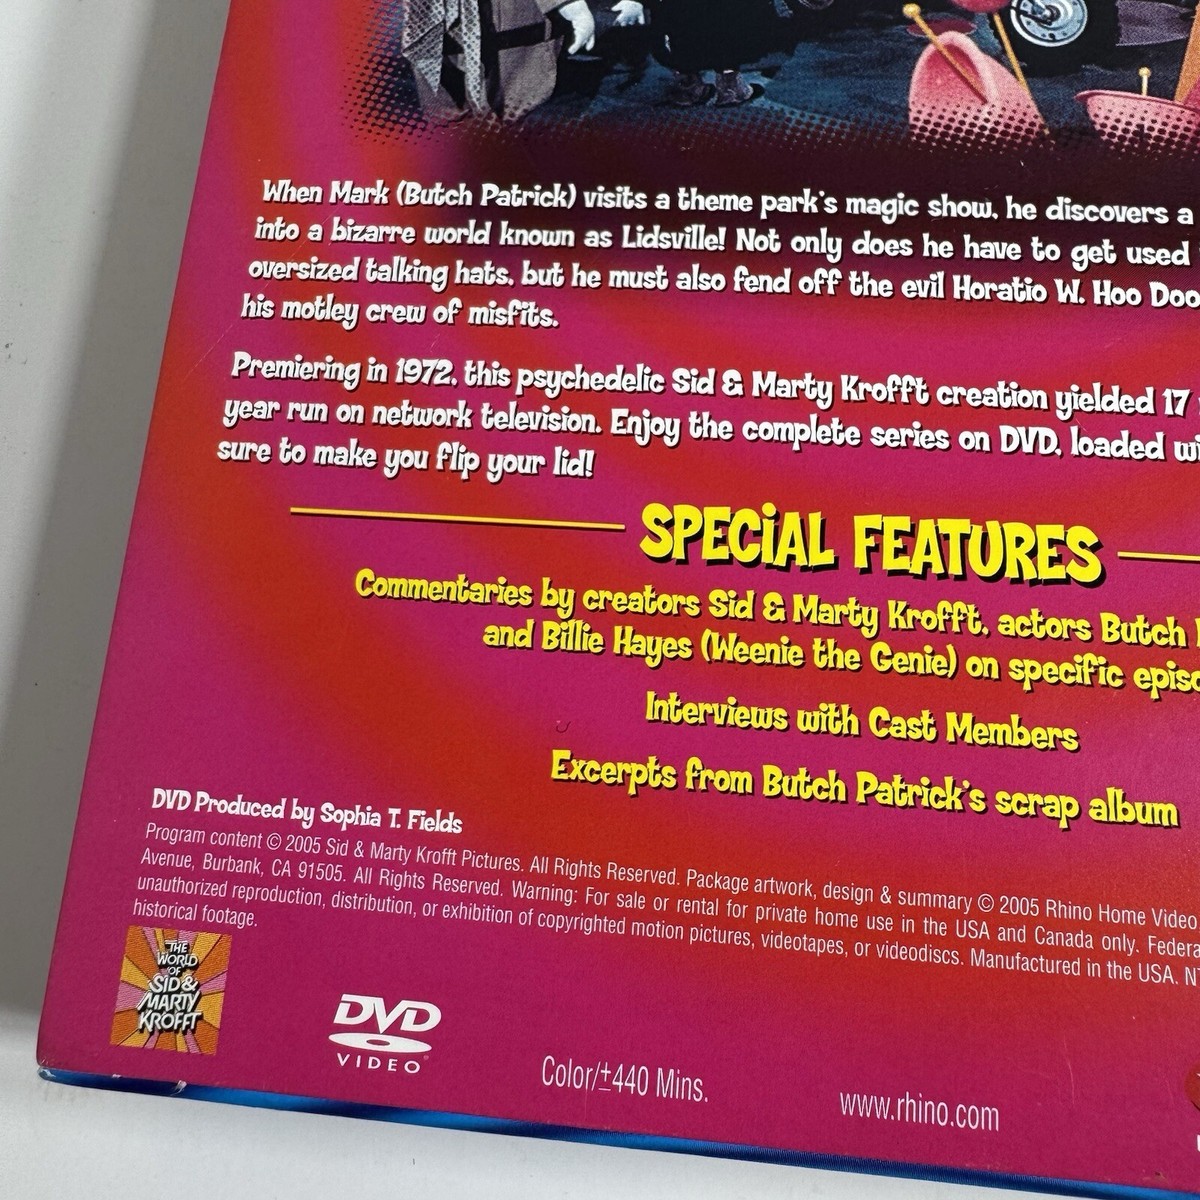 When Mark (Butch Patrick) visits a theme park's magic show, he discovers a
into a bizarre world known as Lidsville! Not only does he have to get used
oversized talking hats, but he must also fend off the evil Horatio W. Hoo Doo
his motley crew of misfits.
Premiering in 1972, this psychedelic Sid & Marty Krofft creation yielded 17
year run on network television. Enjoy the complete series on DVD, loaded
sure to make you flip your lid!
SPECiAL FEATURES
Commentaries by creators Sid & Marty Krofft, actors Butch
and Billie Hayes (Weenie the Genie) on specific
Interviews with Cast Members
Excerpts from Butch Patrick's scrap album
DVD Produced by Sophia T. Fields
Program content © 2005 Sid & Marty Krofft Pictures. All Rights Reserved. Package artwork, design & summary © 2005 Rhino Home Video
Avenue, Burbank, CA 91505. All Rights Reserved. Warning: For sale or rental for private home use in the USA and Canada only.
unauthorized reproduction, distribution, or exhibition of copyrighted motion pictures, videotapes, or videodiscs. Manufactured in the USA.
historical footage.
THE
WORLD
OF
SiD &
MARTY
KROFFT
DVD
VIDEO
Color/±440 Mins.
www.rhino.com